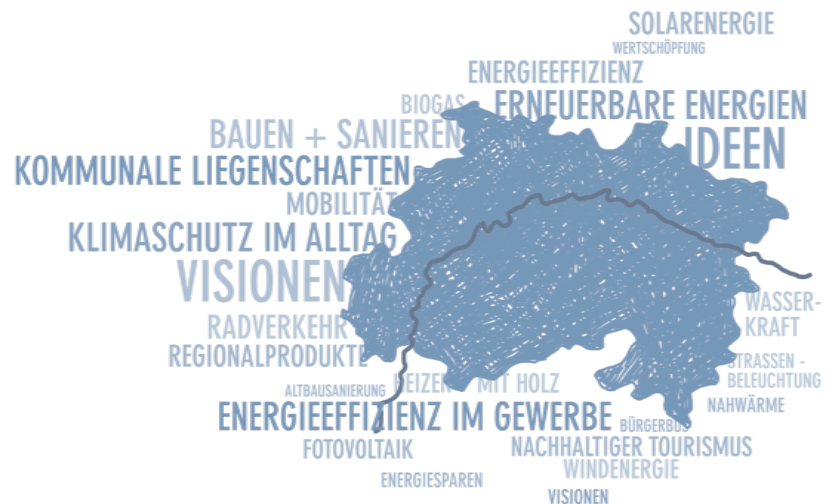 SOLARENERGIE
WERTSCHÖPFUNG
ENERGIEEFFIZIENZ
BIOGAS
ERNEUERBARE ENERGIEN
BAUEN + SANIEREN
IDEEN
KOMMUNALE LIEGENSCHAFTEN
MOBILITÄT
KLIMASCHUTZ IM ALLTAG
VISIONEN
WASSER-
KRAFT
RADVERKEHR
REGIONALPRODUKTE
STRASSEN -
BELEUCHTUNG
ALTBAUSANIERUNG
HEIZEN MIT HOLZ
NAHWÄRME
ENERGIEEFFIZIENZ IM GEWERBE
BÜRGERBUS
FOTOVOLTAIK
NACHHALTIGER TOURISMUS
WINDENERGIE
ENERGIESPAREN
VISIONEN